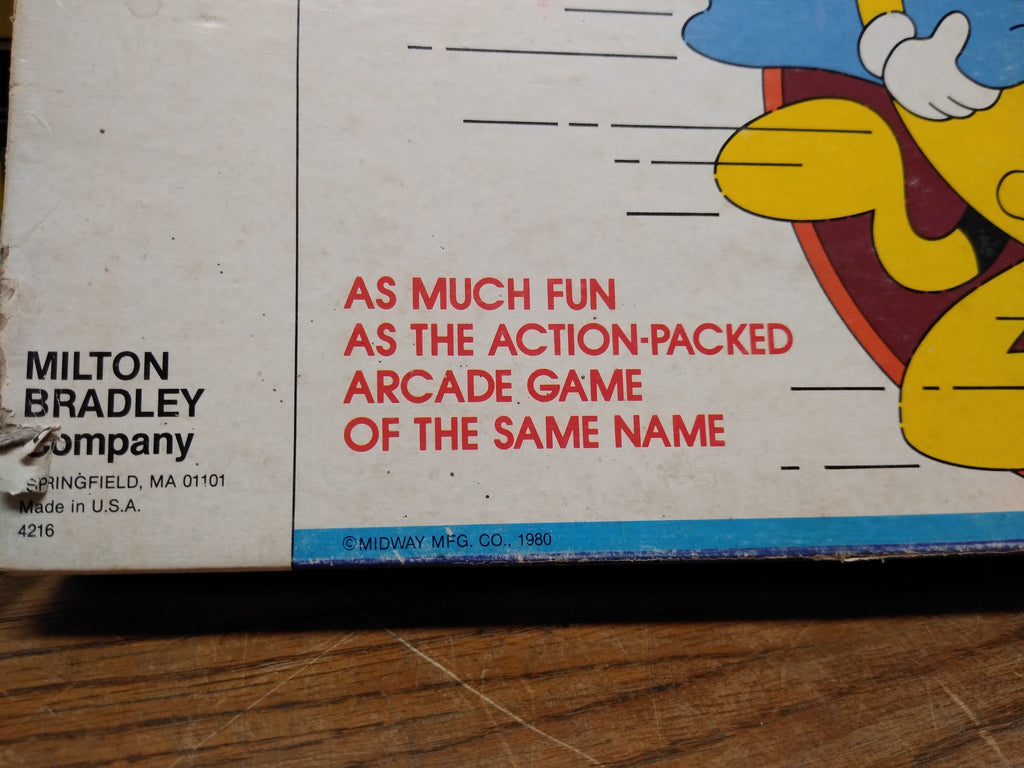 MILTON
BRADLEY
Company
SPRINGFIELD, MA 01101
Made in U.S.A.
4216
AS MUCH FUN
AS THE ACTION-PACKED
ARCADE GAME
OF THE SAME NAME
©MIDWAY MFG. CO., 1980